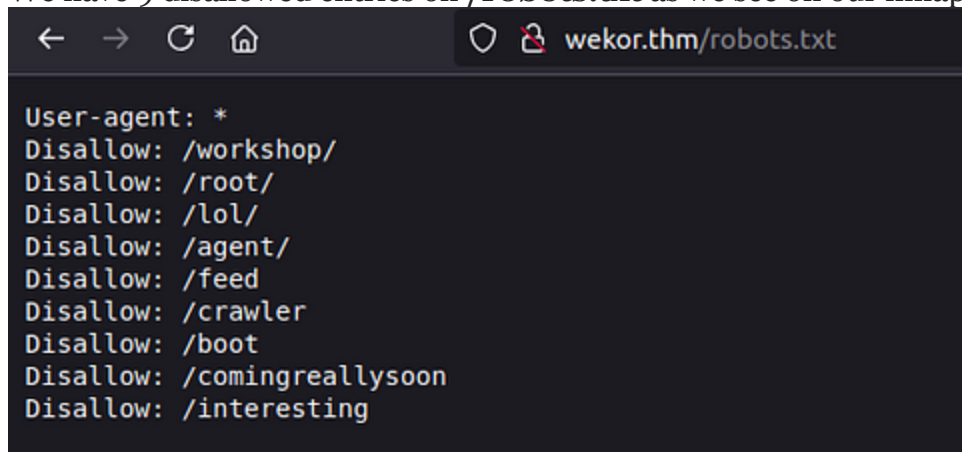 wekor.thm/robots.txt
User-agent: *
Disallow: /workshop/
Disallow: /root/
Disallow: /lol/
Disallow: /agent/
Disallow: /feed
Disallow: /crawler
Disallow: /boot
Disallow: /comingreallysoon
Disallow: /interesting